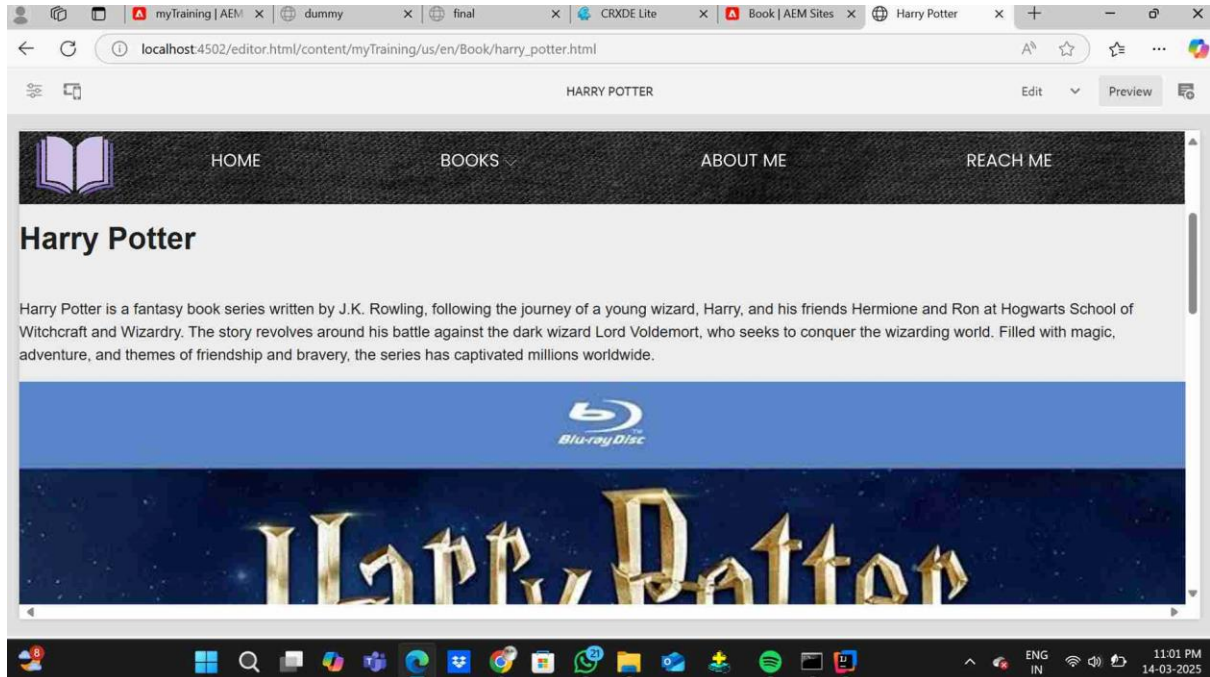 myTraining | AEM
dummy
final
CRXDE Lite
Book | AEM Sites
Harry Potter
localhost:4502/editor.html/content/myTraining/us/en/Book/harry_potter.html
HARRY POTTER
Edit
Preview
HOME
BOOKS
ABOUT ME
REACH ME
Harry Potter
Harry Potter is a fantasy book series written by J.K. Rowling, following the journey of a young wizard, Harry, and his friends Hermione and Ron at Hogwarts School of
Witchcraft and Wizardry. The story revolves around his battle against the dark wizard Lord Voldemort, who seeks to conquer the wizarding world. Filled with magic,
adventure, and themes of friendship and bravery, the series has captivated millions worldwide.
Blu-ray Disc
TM
Harry Potter
8
21
ENG
IN
11:01 PM
14-03-2025